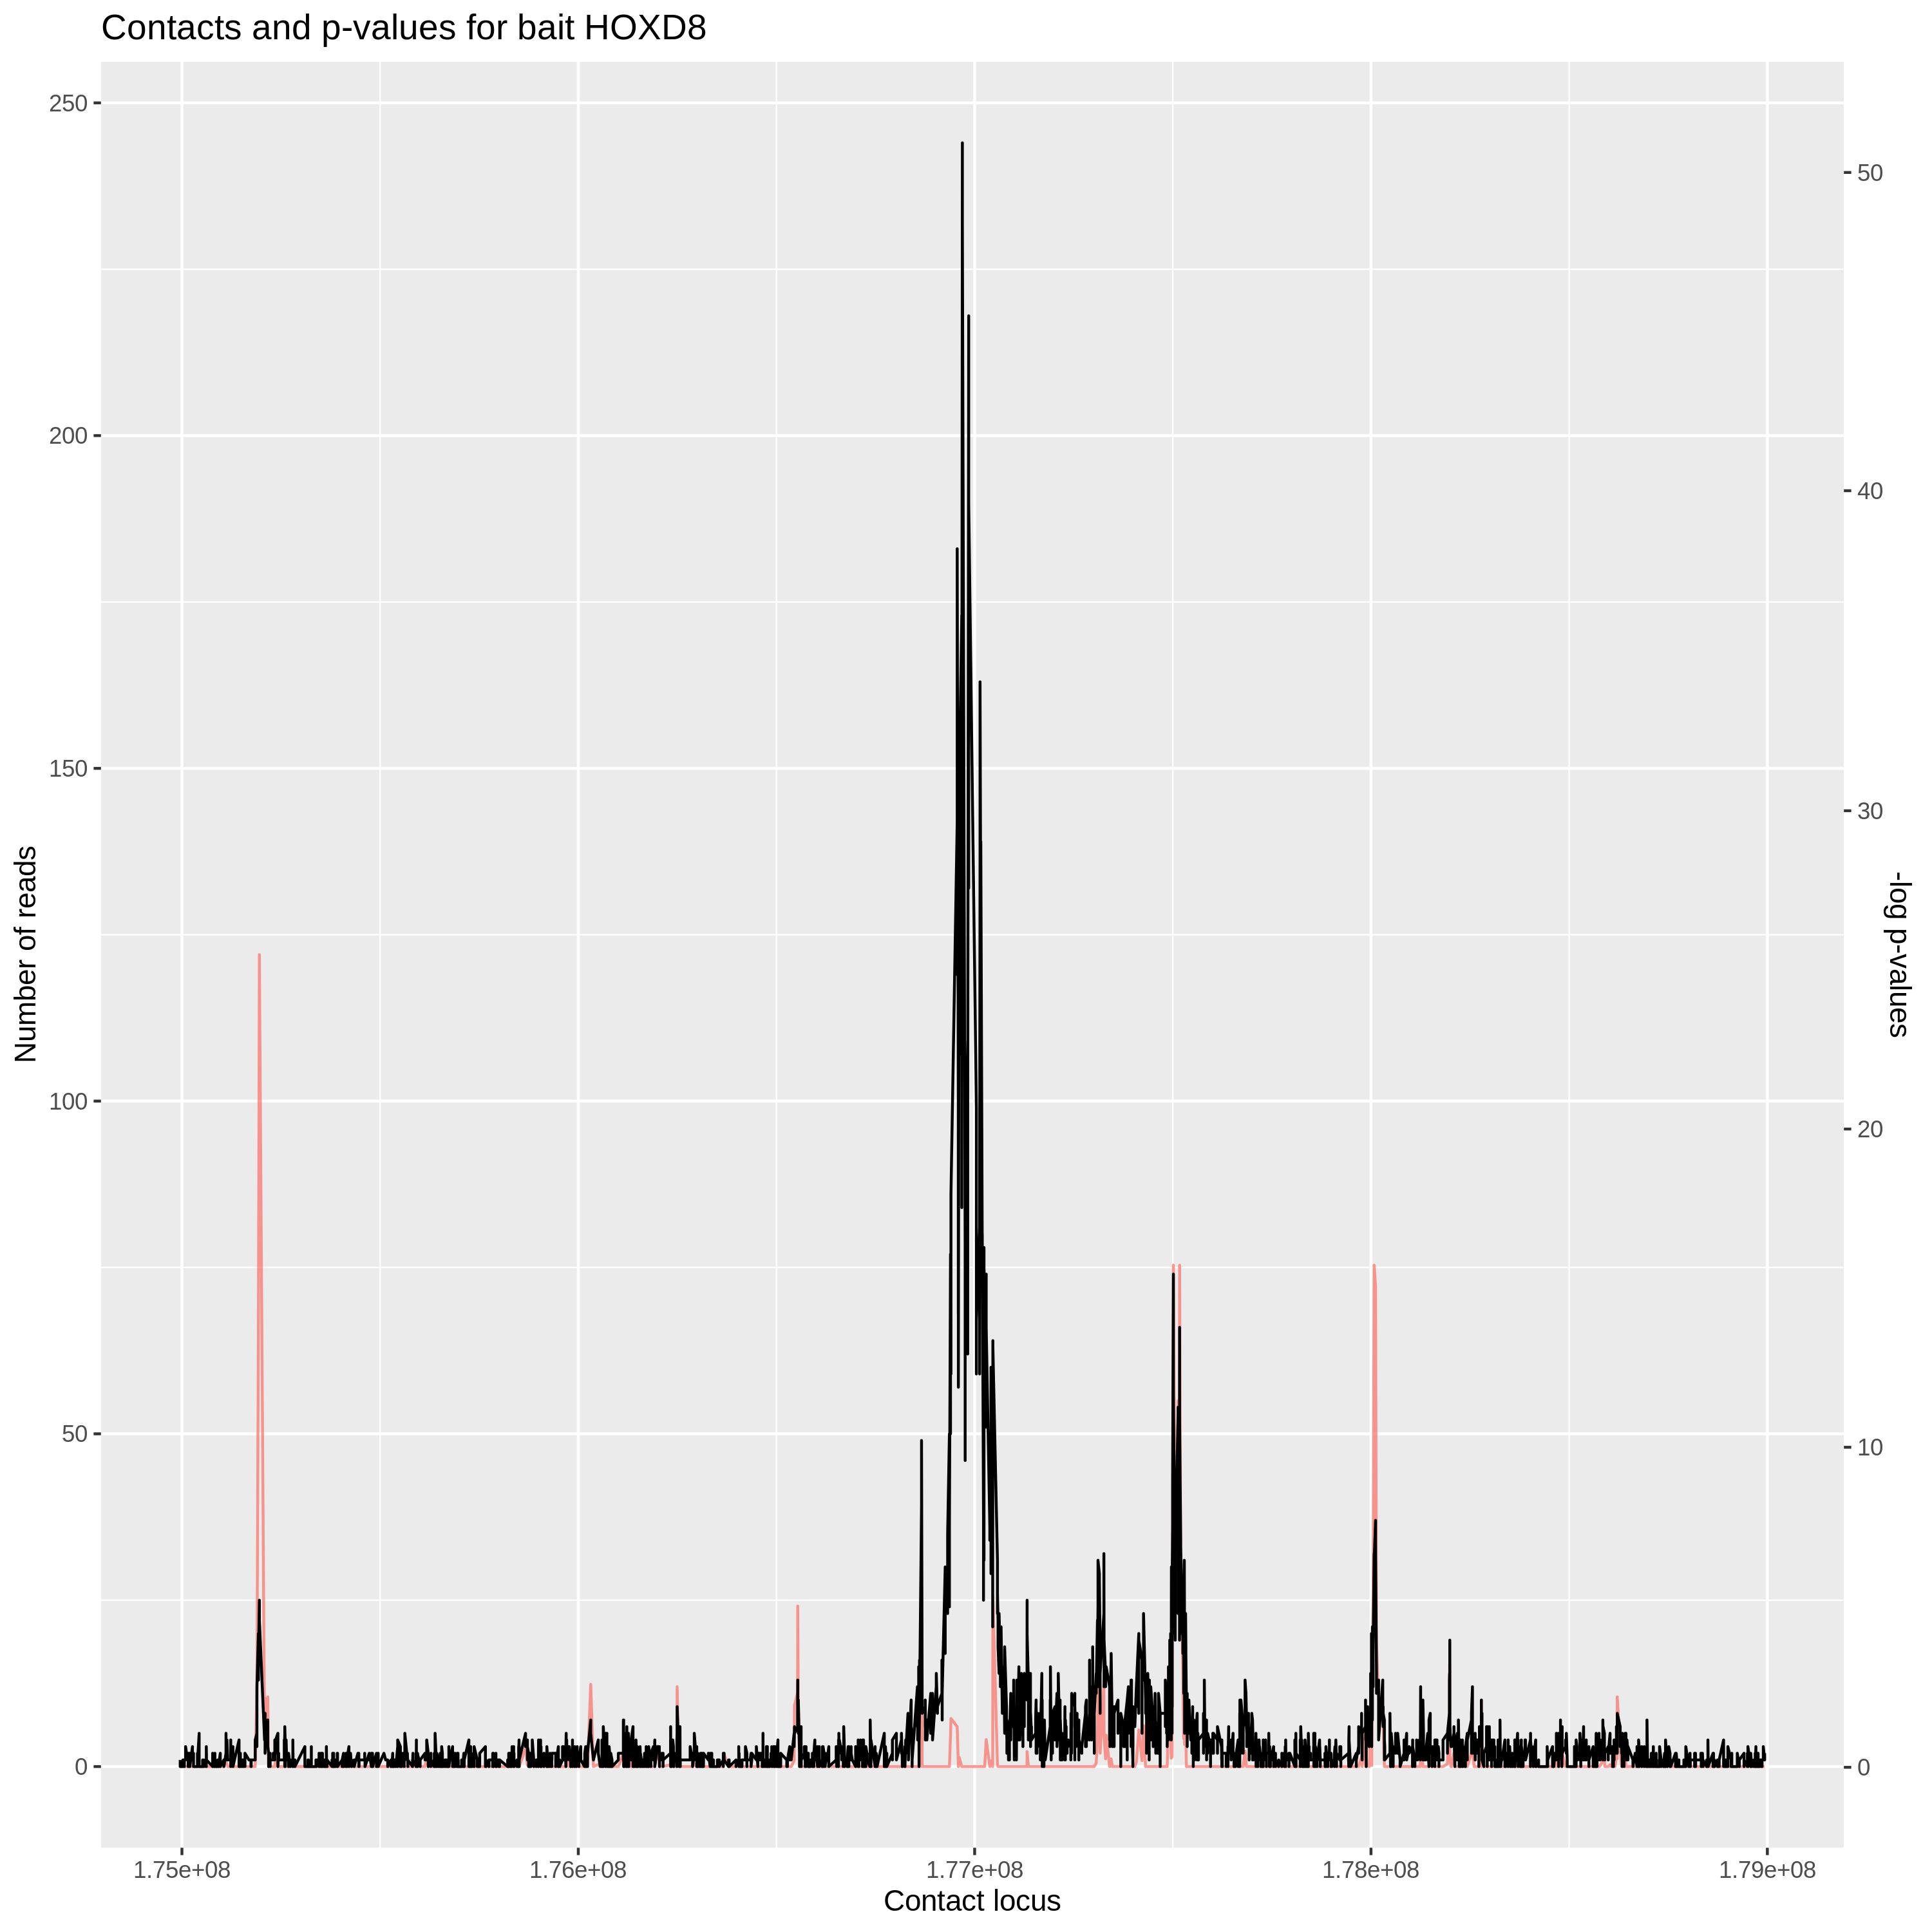 Contacts and p-values for bait HOXD8
250
200
150
100
50
0
Number of reads
50
40
30
20
10
0
-log p-values
1.75e+08
1.76e+08
1.77e+08
1.78e+08
1.79e+08
Contact locus